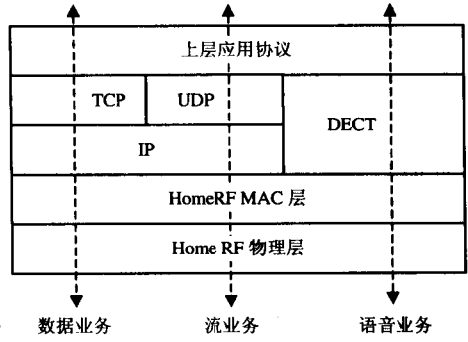 上层应用协议
TCP UDP
DECT
IP
HomeRF MAC 层
Home RF 物理层
数据业务 流业务 语音业务